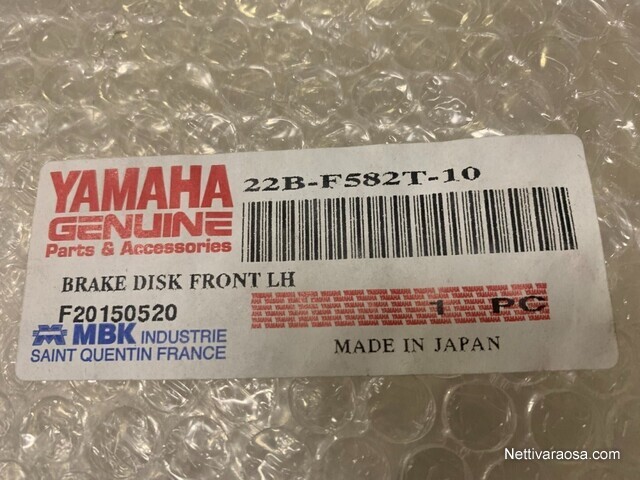 YAMAHA
GENUINE
Parts & Accessories
22B-F582T-10
BRAKE DISK FRONT LH
F20150520
1 PC
MBK INDUSTRIE
SAINT QUENTIN FRANCE
MADE IN JAPAN
Nettivaraosa.com